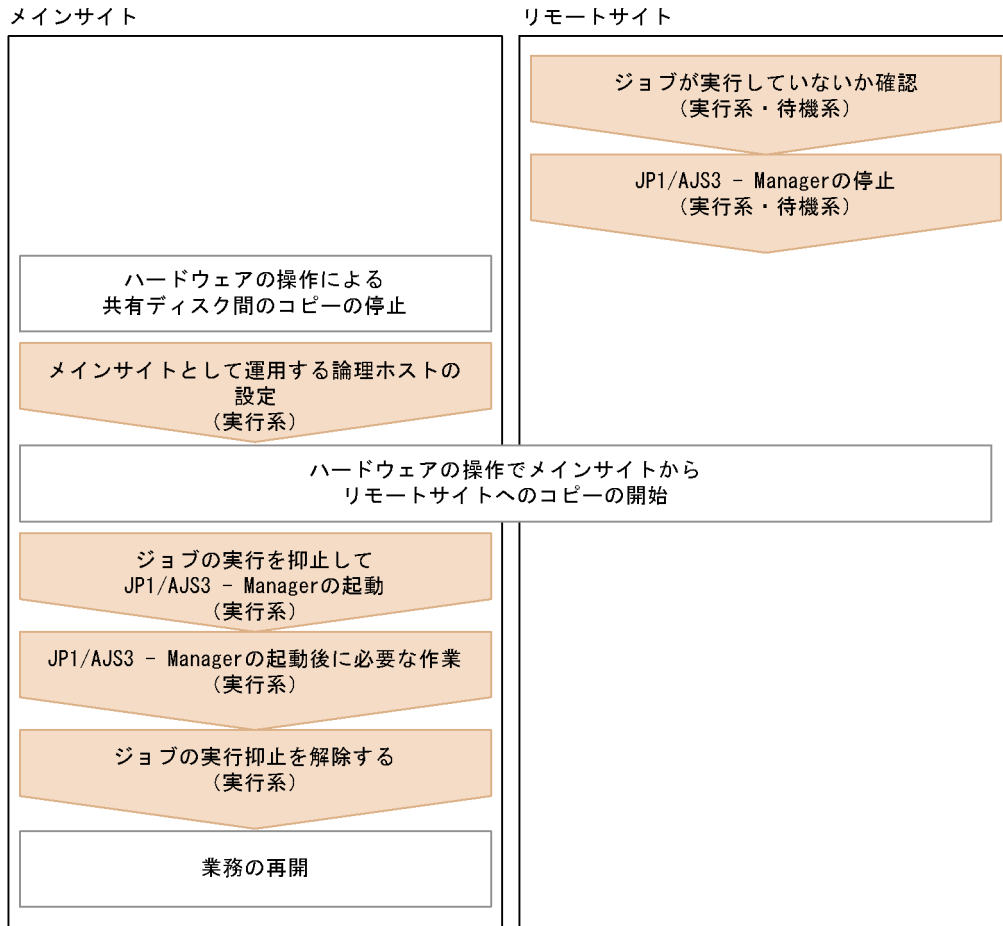 メインサイト
リモートサイト
ジョブが実行していないか確認
(実行系・待機系)
JP1/AJS3 - Managerの停止
(実行系・待機系)
ハードウェアの操作による
共有ディスク間のコピーの停止
メインサイトとして運用する論理ホストの
設定
(実行系)
ハードウェアの操作でメインサイトから
リモートサイトへのコピーの開始
ジョブの実行を抑止して
JP1/AJS3 - Managerの起動
(実行系)
JP1/AJS3 - Managerの起動後に必要な作業
(実行系)
ジョブの実行抑止を解除する
(実行系)
業務の再開